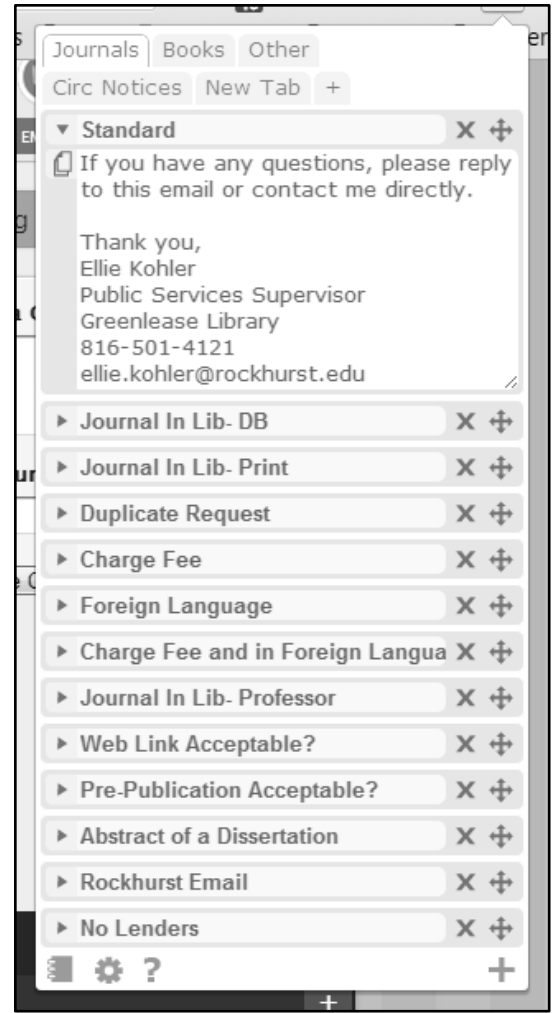 Journals Books Other
Circ Notices New Tab +
Standard
If you have any questions, please reply
to this email or contact me directly.
Thank you,
Ellie Kohler
Public Services Supervisor
Greenlease Library
816-501-4121
ellie.kohler@rockhurst.edu
Journal In Lib- DB
Journal In Lib- Print
Duplicate Request
Charge Fee
Foreign Language
Charge Fee and in Foreign Langua
Journal In Lib- Professor
Web Link Acceptable?
Pre-Publication Acceptable?
Abstract of a Dissertation
Rockhurst Email
No Lenders
?